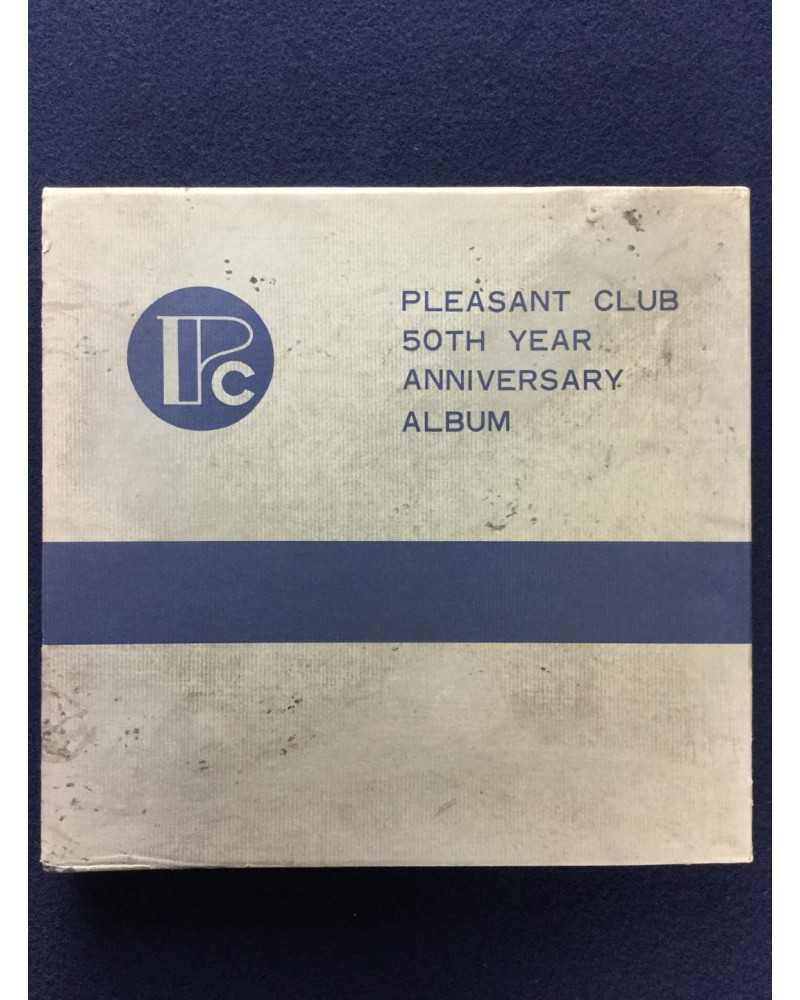 PC
PLEASANT CLUB
50TH YEAR
ANNIVERSARY
ALBUM